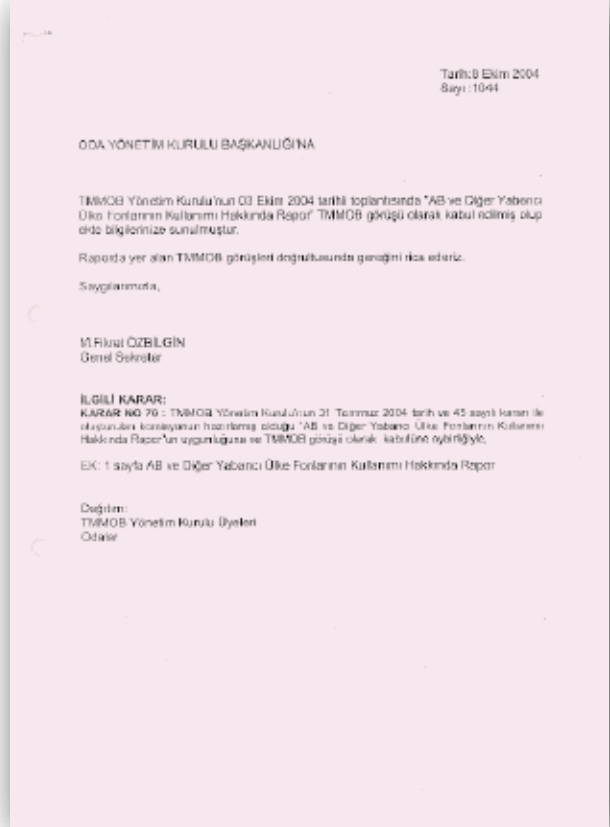 Tarih:8 Ekim 2004
Sayı :1044
ODA YÖNETİM KURULU BAŞKANLIĞI'NA
TMMOB Yönetim Kurulu'nun 03 Ekim 2004 tarihli toplantısında "AB ve Diğer Yabancı
Ülke Fonlarının Kullanımı Hakkında Rapor" TMMOB görüşü olarak kabul edilmiş olup
ekte bilgilerinize sunulmuştur.
Raporda yer alan TMMOB görüşleri doğrultusunda gereğini rica ederiz.
Saygılarımızla,
M.Fikret ÖZBİLGİN
Genel Sekreter
İLGİLİ KARAR:
KARAR NO 76 : TMMOB Yönetim Kurulu'nun 31 Temmuz 2004 tarih ve 45 sayılı kararı ile
oluşturulan komisyonun hazırlamış olduğu "AB ve Diğer Yabancı Ülke Fonlarının Kullanımı
Hakkında Rapor"un uygunluğuna ve TMMOB görüşü olarak kabulüne oybirliğiyle,
EK: 1 sayfa AB ve Diğer Yabancı Ülke Fonlarının Kullanımı Hakkında Rapor
Dağıtım:
TMMOB Yönetim Kurulu Üyeleri
Odalar